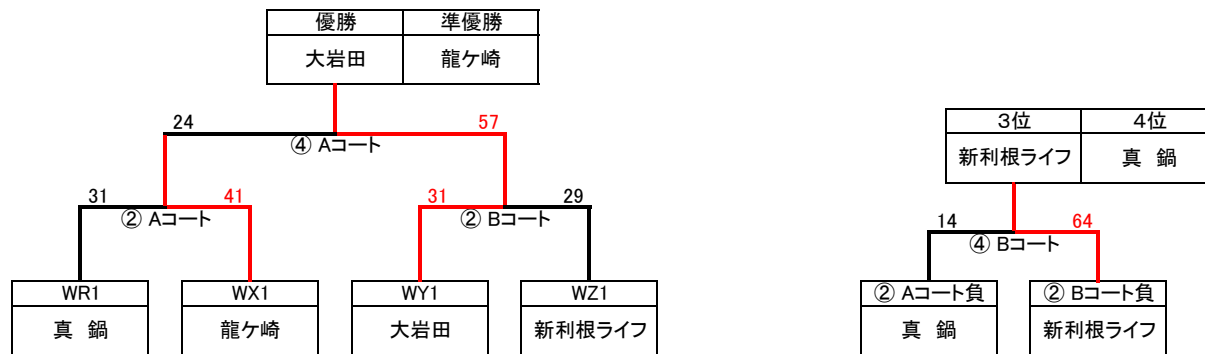 優勝 準優勝
大岩田 龍ケ崎
24 57
④ Aコート
31 41 31 29
② Aコート ② Bコート
WR1 WX1 WY1 WZ1
真 鍋 龍ケ崎 大岩田 新利根ライフ
3位 4位
新利根ライフ 真 鍋
14 64
④ Bコート
② Aコート負 ② Bコート負
真 鍋 新利根ライフ